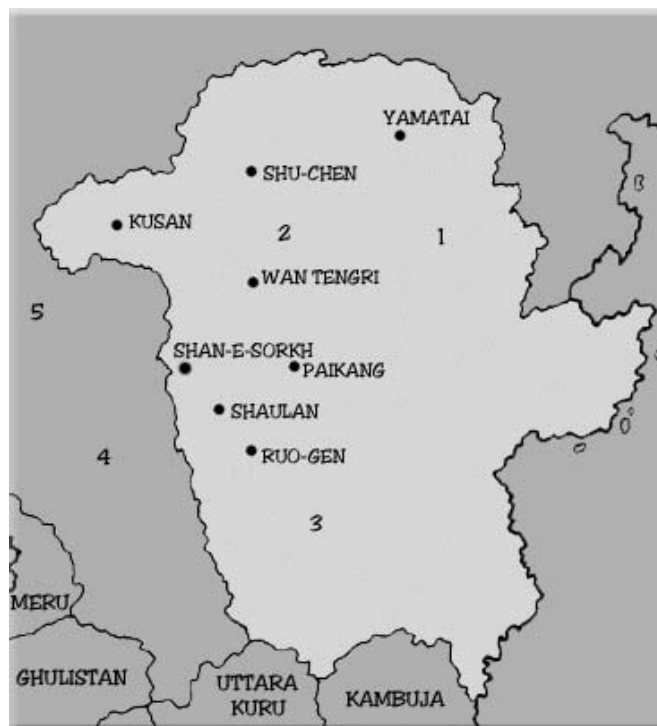 YAMATAI
SHU-CHEN
KUSAN
2
1
WAN TENGRI
5
SHAN-E-SORKH
PAIKANG
SHAULAN
4
RUO-GEN
3
MERU
GHULISTAN
UTTARA
KURU
KAMBUJA